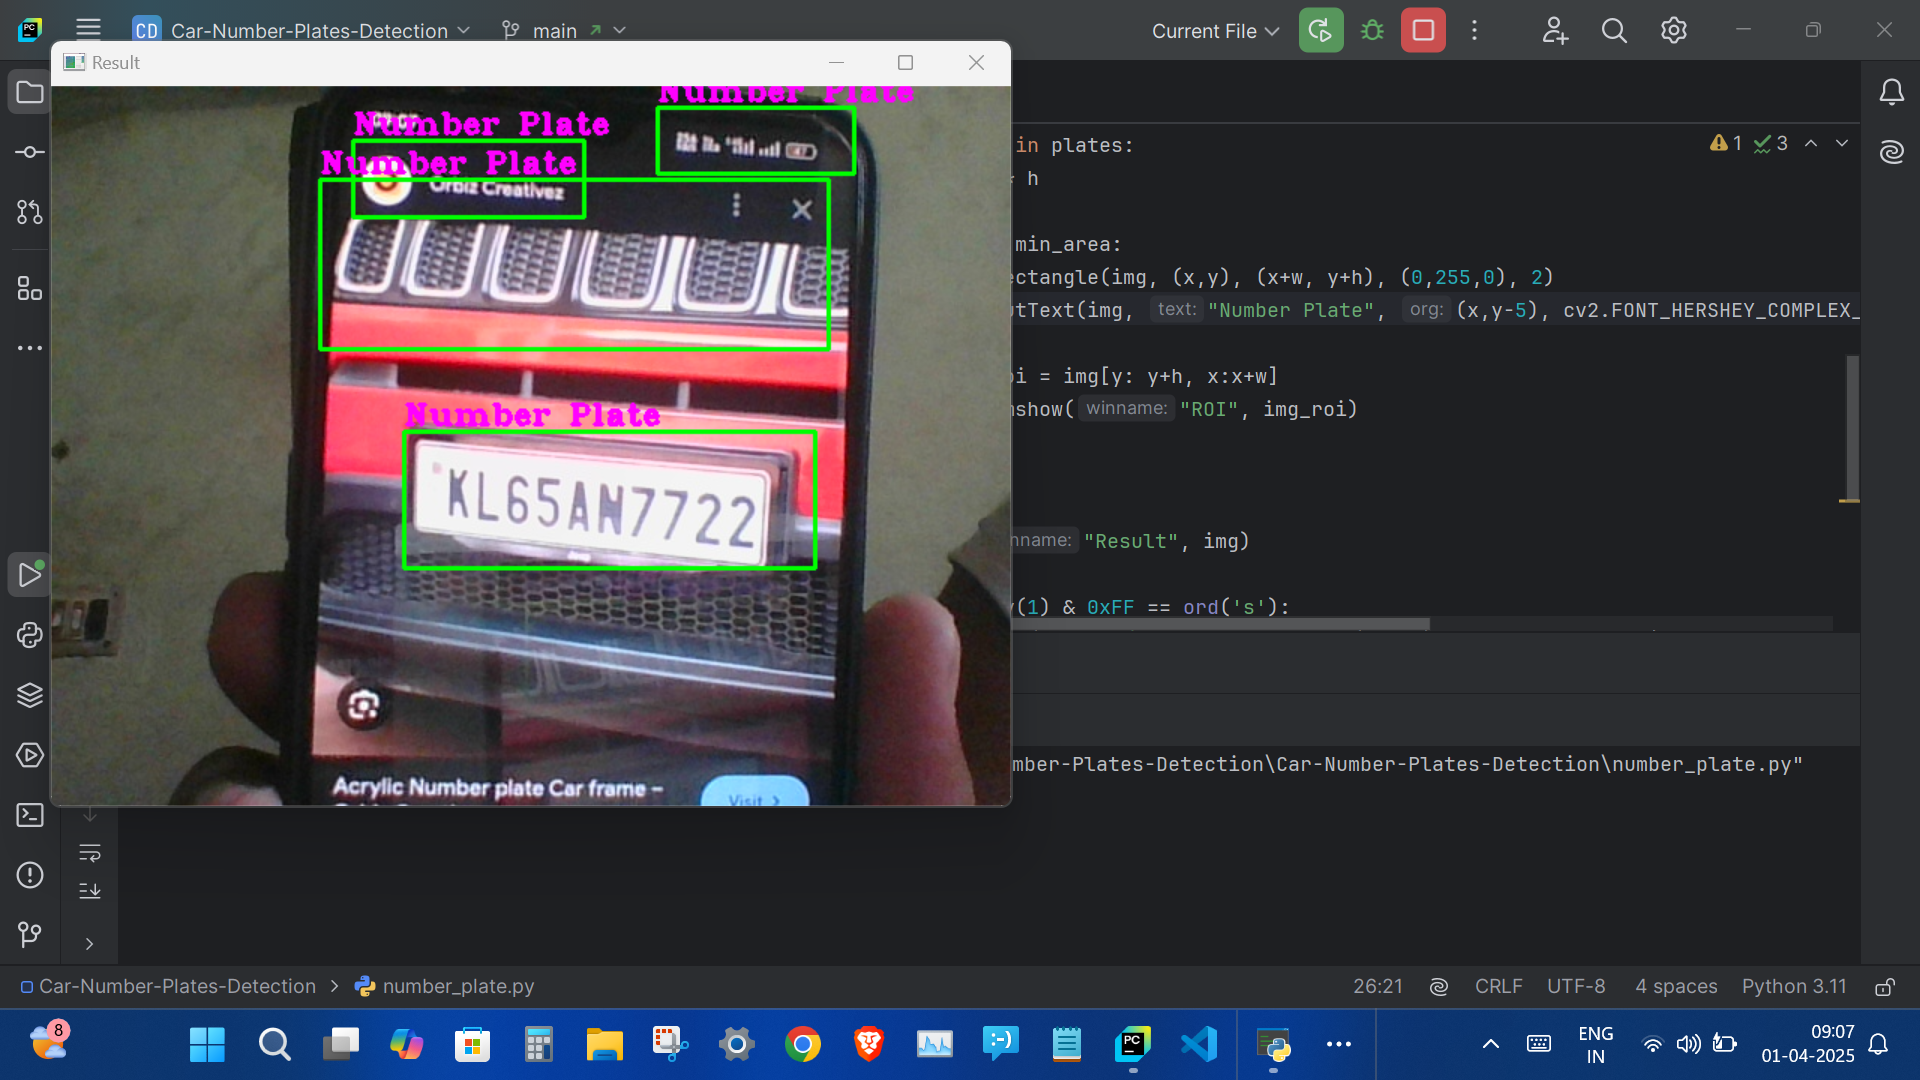 Car-Number-Plates-Detection
CD
main
Current File
Result
Number Plate
Number Plate
Number Plate
Orbiz Creativez
Number Plate
KL65AN7722
Acrylic Number plate Car frame –
Visit >
in plates:
h
min_area:
ectangle(img, (x,y), (x+w, y+h), (0,255,0), 2)
tText(img, text: "Number Plate", org: (x,y-5), cv2.FONT_HERSHEY_COMPLEX_
oi = img[y: y+h, x:x+w]
mshow( winname: "ROI", img_roi)
nname: "Result", img)
y(1) & 0xFF == ord('s'):
1 3
mber-Plates-Detection\Car-Number-Plates-Detection\number_plate.py"
Car-Number-Plates-Detection > number_plate.py
26:21 CRLF UTF-8 4 spaces Python 3.11
8
PC
ENG
IN
09:07
01-04-2025